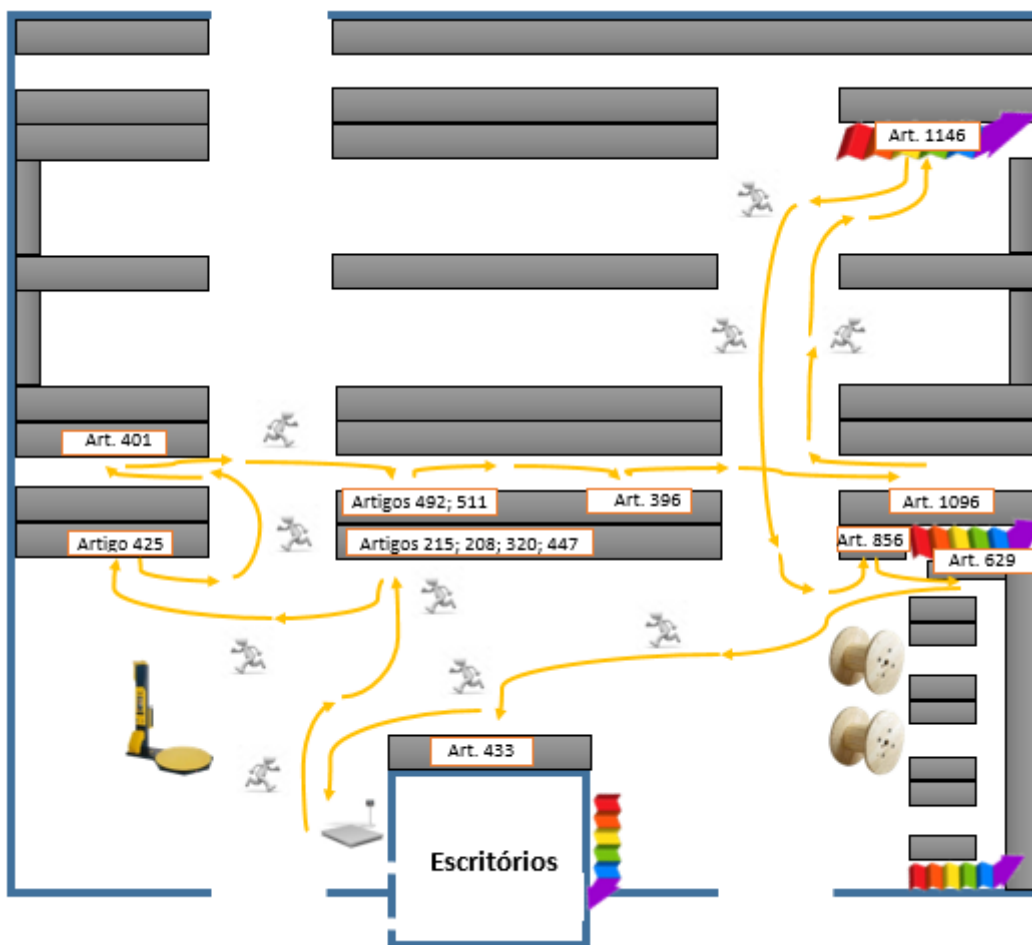 Art. 1146
Art. 401
Artigos 492; 511
Art. 396
Art. 1096
Artigo 425
Artigos 215; 208; 320; 447
Art. 856
Art. 629
Art. 433
Escritórios